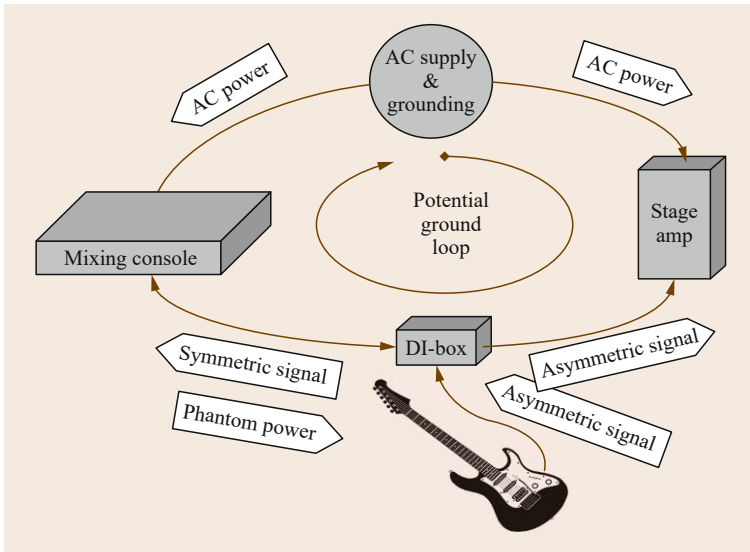 AC supply
&
grounding
AC power
AC power
Potential
ground
loop
Stage
amp
Mixing console
DI-box
Symmetric signal
Asymmetric signal
Phantom power
Asymmetric signal